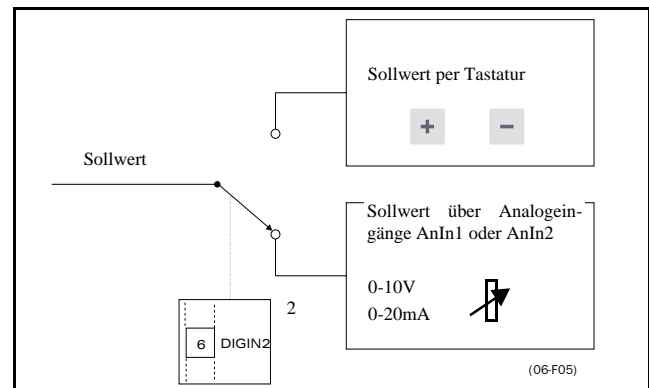 Sollwert per Tastatur
+ −
Sollwert
Sollwert über Analogein-
gänge AnIn1 oder AnIn2
0-10V
0-20mA
2
6 DIGIN2
(06-F05)